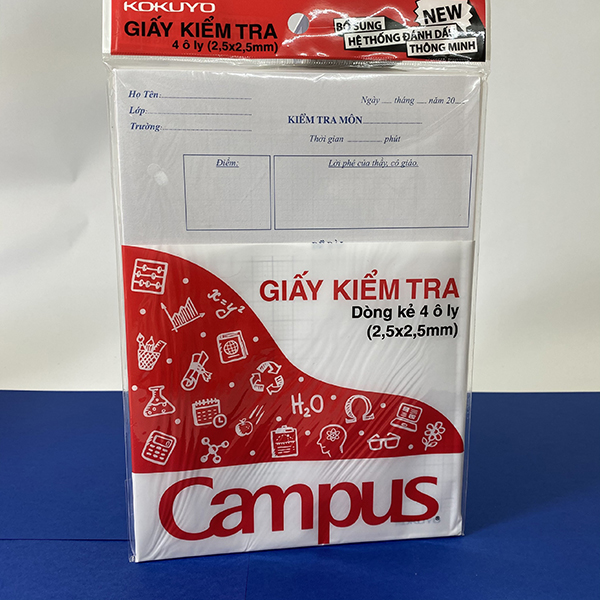 KOKUYO
GIẤY KIỂM TRA
4 ô ly (2,5x2,5mm)
NEW
BỔ SUNG
HỆ THỐNG ĐÁNH DẤU
THÔNG MINH
Họ Tên:
Lớp:
Trường:
Ngày ..... tháng ..... năm 20.....
KIỂM TRA MÔN
Thời gian ............ phút
Điểm:
Lời phê của thầy, cô giáo.
GIẤY KIỂM TRA
Dòng kẻ 4 ô ly
(2,5x2,5mm)
x=y²
H₂O
Campus